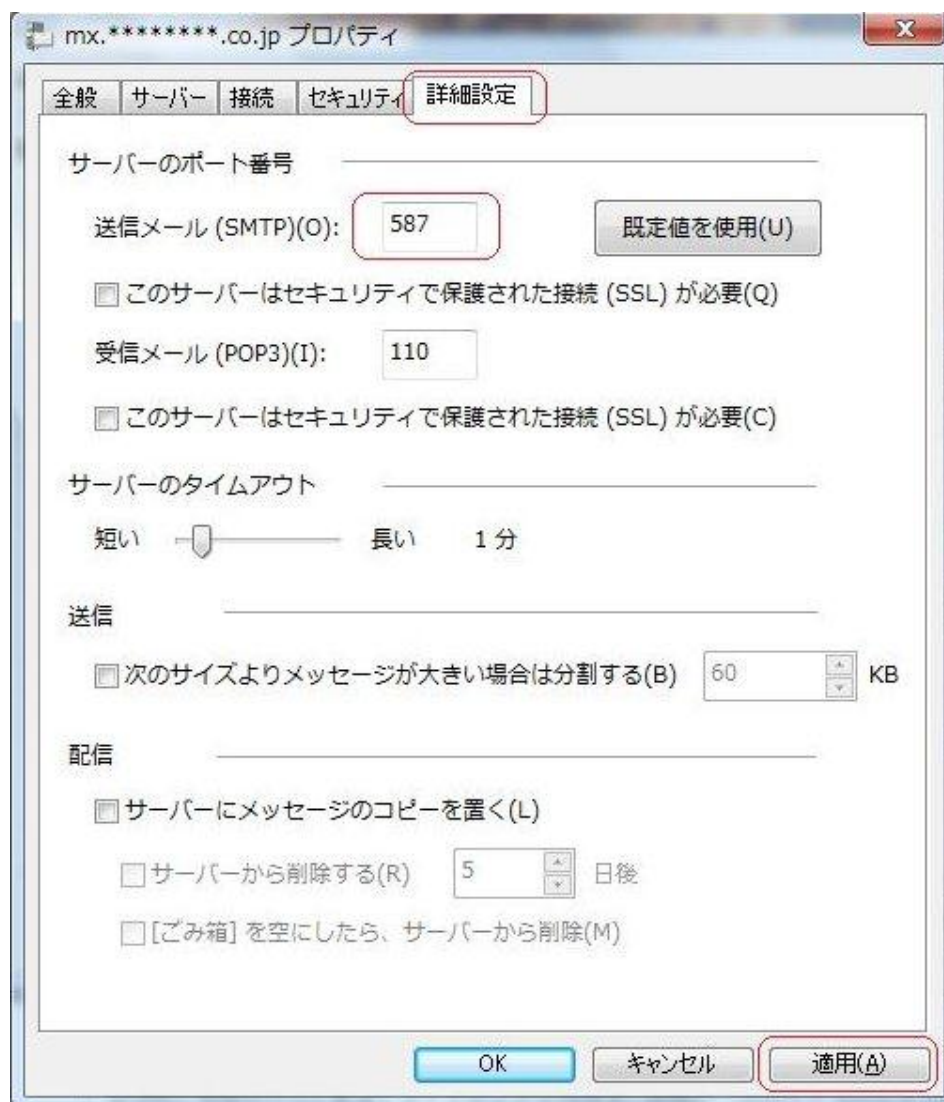 mx.********.co.jp プロパティ
全般 サーバー 接続 セキュリティ 詳細設定
サーバーのポート番号
送信メール (SMTP)(O): 587 既定値を使用(U)
このサーバーはセキュリティで保護された接続 (SSL) が必要(Q)
受信メール (POP3)(I): 110
このサーバーはセキュリティで保護された接続 (SSL) が必要(C)
サーバーのタイムアウト
短い 長い 1 分
送信
次のサイズよりメッセージが大きい場合は分割する(B) 60 KB
配信
サーバーにメッセージのコピーを置く(L)
サーバーから削除する(R) 5 日後
[ごみ箱] を空にしたら、サーバーから削除(M)
OK キャンセル 適用(A)